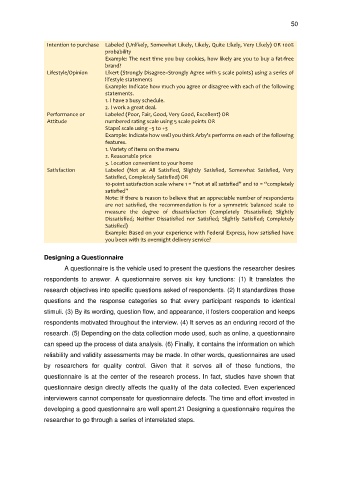 50
Intention to purchase Labeled (Unlikely, Somewhat Likely, Likely, Quite Likely, Very Likely) OR 100%
probability
Example: The next time you buy cookies, how likely are you to buy a fat-free
brand?
Lifestyle/Opinion Likert (Strongly Disagree–Strongly Agree with 5 scale points) using a series of
lifestyle statements
Example: Indicate how much you agree or disagree with each of the following
statements.
1. I have a busy schedule.
2. I work a great deal.
Performance or Labeled (Poor, Fair, Good, Very Good, Excellent) OR
Attitude numbered rating scale using 5 scale points OR
Stapel scale using –3 to +3
Example: Indicate how well you think Arby's performs on each of the following
features.
1. Variety of items on the menu
2. Reasonable price
3. Location convenient to your home
Satisfaction Labeled (Not at All Satisfied, Slightly Satisfied, Somewhat Satisfied, Very
Satisfied, Completely Satisfied) OR
10-point satisfaction scale where 1 = "not at all satisfied" and 10 = "completely
satisfied"
Note: If there is reason to believe that an appreciable number of respondents
are not satisfied, the recommendation is for a symmetric balanced scale to
measure the degree of dissatisfaction (Completely Dissatisfied; Slightly
Dissatisfied; Neither Dissatisfied nor Satisfied; Slightly Satisfied; Completely
Satisfied)
Example: Based on your experience with Federal Express, how satisfied have
you been with its overnight delivery service?
Designing a Questionnaire
A questionnaire is the vehicle used to present the questions the researcher desires
respondents to answer. A questionnaire serves six key functions: (1) It translates the
research objectives into specific questions asked of respondents. (2) It standardizes those
questions and the response categories so that every participant responds to identical
stimuli. (3) By its wording, question flow, and appearance, it fosters cooperation and keeps
respondents motivated throughout the interview. (4) It serves as an enduring record of the
research. (5) Depending on the data collection mode used, such as online, a questionnaire
can speed up the process of data analysis. (6) Finally, it contains the information on which
reliability and validity assessments may be made. In other words, questionnaires are used
by researchers for quality control. Given that it serves all of these functions, the
questionnaire is at the center of the research process. In fact, studies have shown that
questionnaire design directly affects the quality of the data collected. Even experienced
interviewers cannot compensate for questionnaire defects. The time and effort invested in
developing a good questionnaire are well spent.21 Designing a questionnaire requires the
researcher to go through a series of interrelated steps.